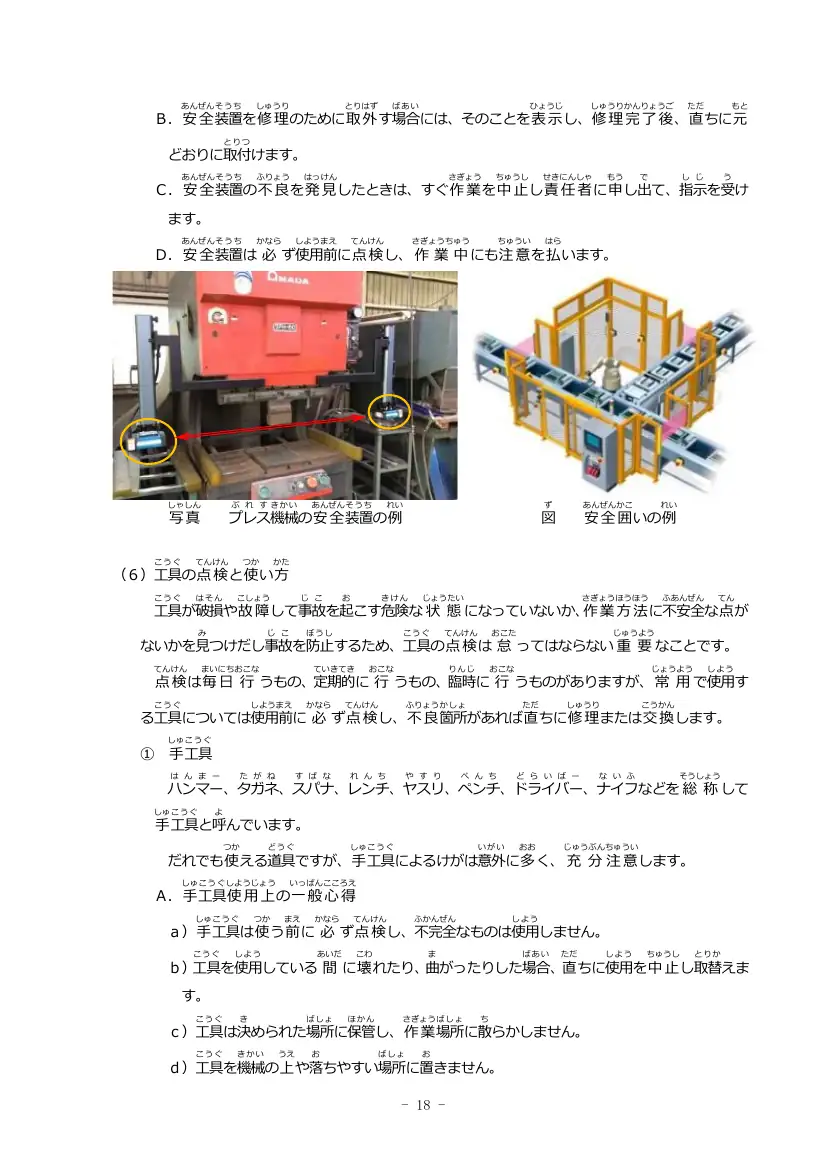 B．安全装置を修理のために取外す場合には、そのことを表示し、修理完了後、直ちに元
どおりに取付けます。
C．安全装置の不良を発見したときは、すぐ作業を中止し責任者に申し出て、指示を受け
ます。
D．安全装置は必ず使用前に点検し、作業中にも注意を払います。
AMADA
写真　プレス機械の安全装置の例
図　安全囲いの例
（6）工具の点検と使い方
工具が破損や故障して事故を起こす危険な状態になっていないか、作業方法に不安全な点が
ないかを見つけだし事故を防止するため、工具の点検は怠ってはならない重要なことです。
点検は毎日行うもの、定期的に行うもの、臨時に行うものがありますが、常用で使用す
る工具については使用前に必ず点検し、不良箇所があれば直ちに修理または交換します。
①　手工具
ハンマー、タガネ、スパナ、レンチ、ヤスリ、ペンチ、ドライバー、ナイフなどを総称して
手工具と呼んでいます。
だれでも使える道具ですが、手工具によるけがは意外に多く、充分注意します。
A．手工具使用上の一般心得
a）手工具は使う前に必ず点検し、不完全なものは使用しません。
b）工具を使用している間に壊れたり、曲がったりした場合、直ちに使用を中止し取替えま
す。
c）工具は決められた場所に保管し、作業場所に散らかしません。
d）工具を機械の上や落ちやすい場所に置きません。
- 18 -